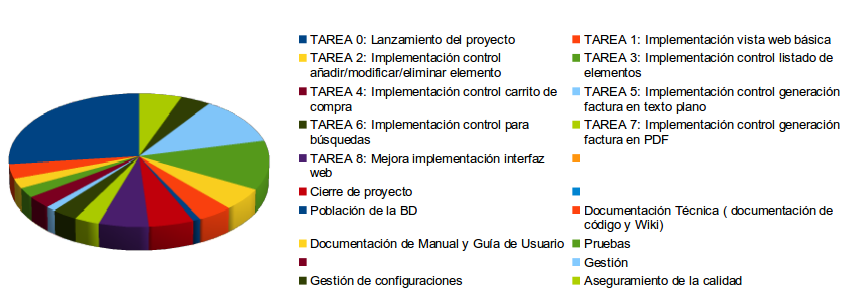 TAREA 0: Lanzamiento del proyecto
TAREA 1: Implementación vista web básica
TAREA 2: Implementación control
añadir/modificar/eliminar elemento
TAREA 3: Implementación control listado de
elementos
TAREA 4: Implementación control carrito de
compra
TAREA 5: Implementación control generación
factura en texto plano
TAREA 6: Implementación control para
búsquedas
TAREA 7: Implementación control generación
factura en PDF
TAREA 8: Mejora implementación interfaz
web
Cierre de proyecto
Población de la BD
Documentación Técnica ( documentación de
código y Wiki)
Documentación de Manual y Guía de Usuario
Pruebas
Gestión
Gestión de configuraciones
Aseguramiento de la calidad